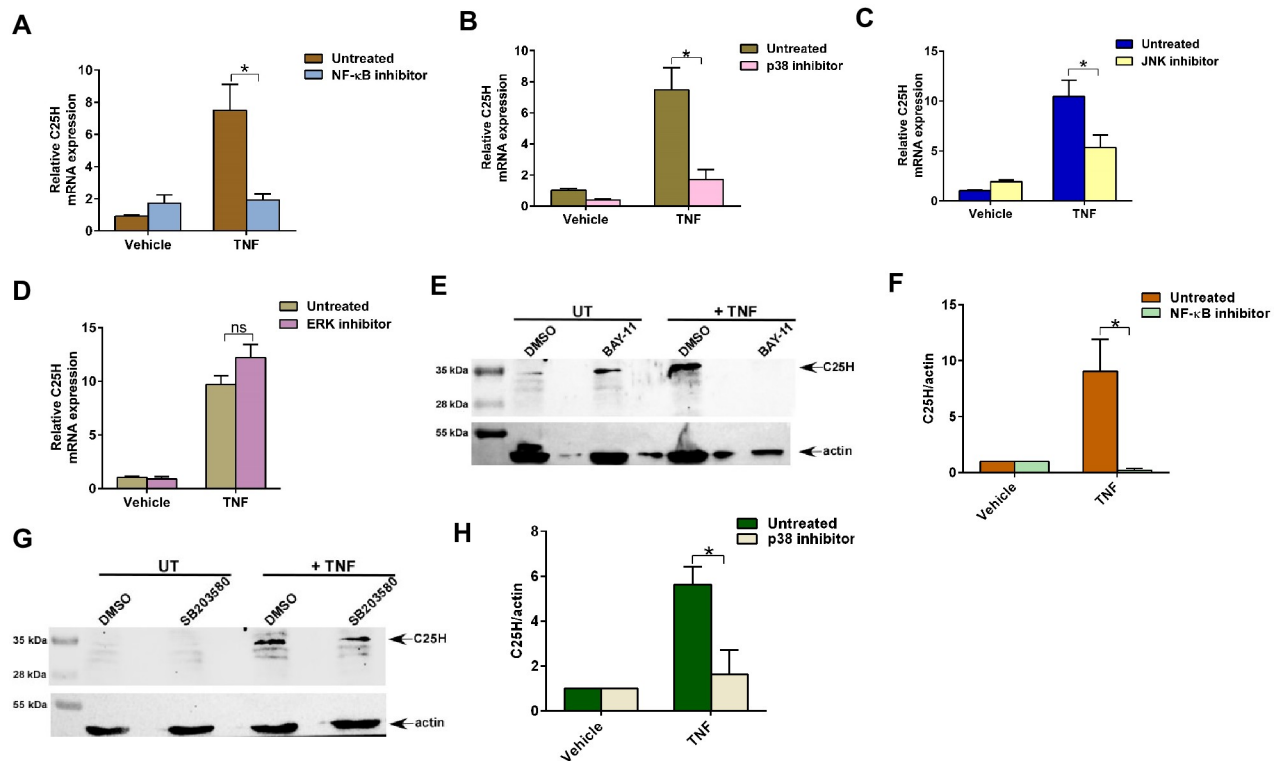 A
Untreated
NF-κB inhibitor
*
10
8
6
4
2
0
Relative C25H
mRNA expression
Vehicle
TNF
B
Untreated
p38 inhibitor
*
10
8
6
4
2
0
Relative C25H
mRNA expression
Vehicle
TNF
C
Untreated
JNK inhibitor
*
15
10
5
0
Relative C25H
mRNA expression
Vehicle
TNF
D
Untreated
ERK inhibitor
ns
15
10
5
0
Relative C25H
mRNA expression
Vehicle
TNF
E
UT
+ TNF
DMSO
BAY-11
DMSO
BAY-11
35 kDa
C25H
28 kDa
55 kDa
actin
F
Untreated
NF-κB inhibitor
*
15
10
5
0
C25H/actin
Vehicle
TNF
G
UT
+ TNF
DMSO
SB203580
DMSO
SB203580
35 kDa
C25H
28 kDa
55 kDa
actin
H
Untreated
p38 inhibitor
*
8
6
4
2
0
C25H/actin
Vehicle
TNF